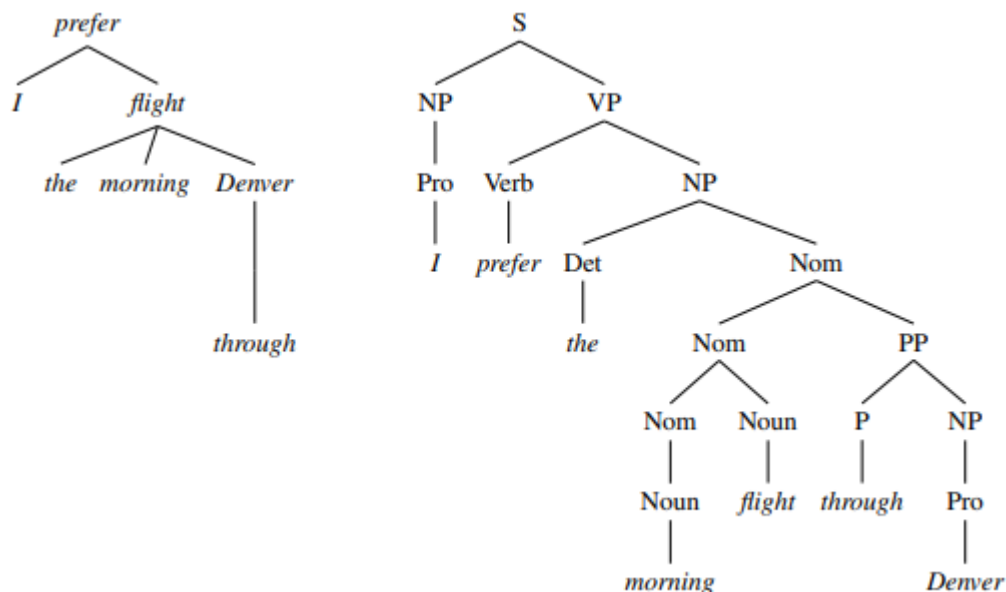 prefer S
I flight NP VP
the morning Denver Pro Verb NP
I prefer Det Nom
through the Nom PP
Nom Noun P NP
Noun flight through Pro
morning Denver